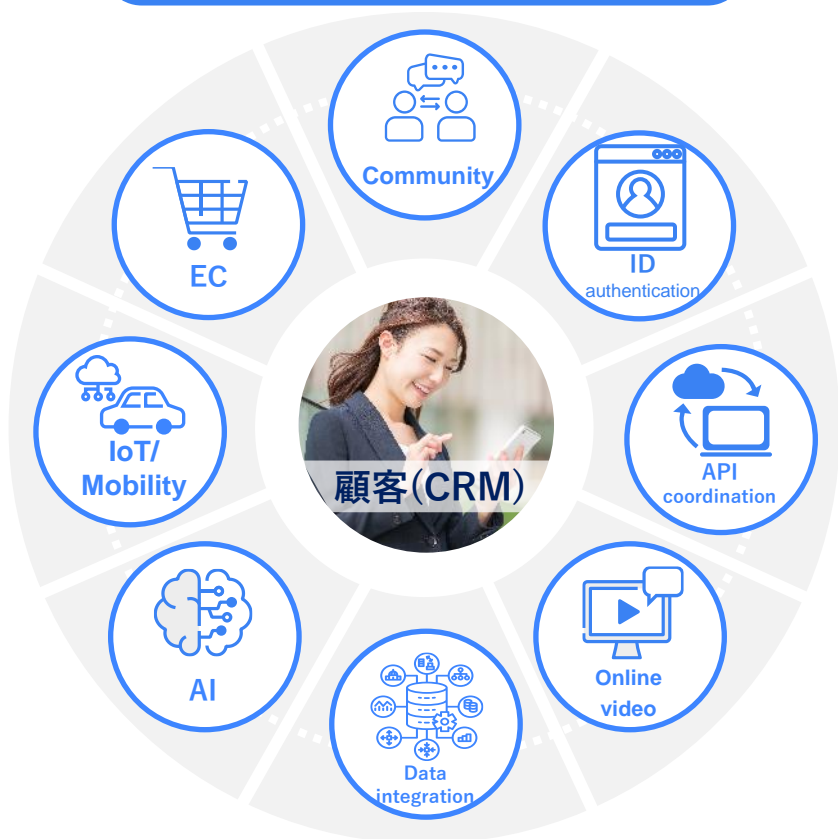 Community
ID
authentication
API
coordination
Online
video
Data
integration
AI
IoT/
Mobility
EC
顧客(CRM)